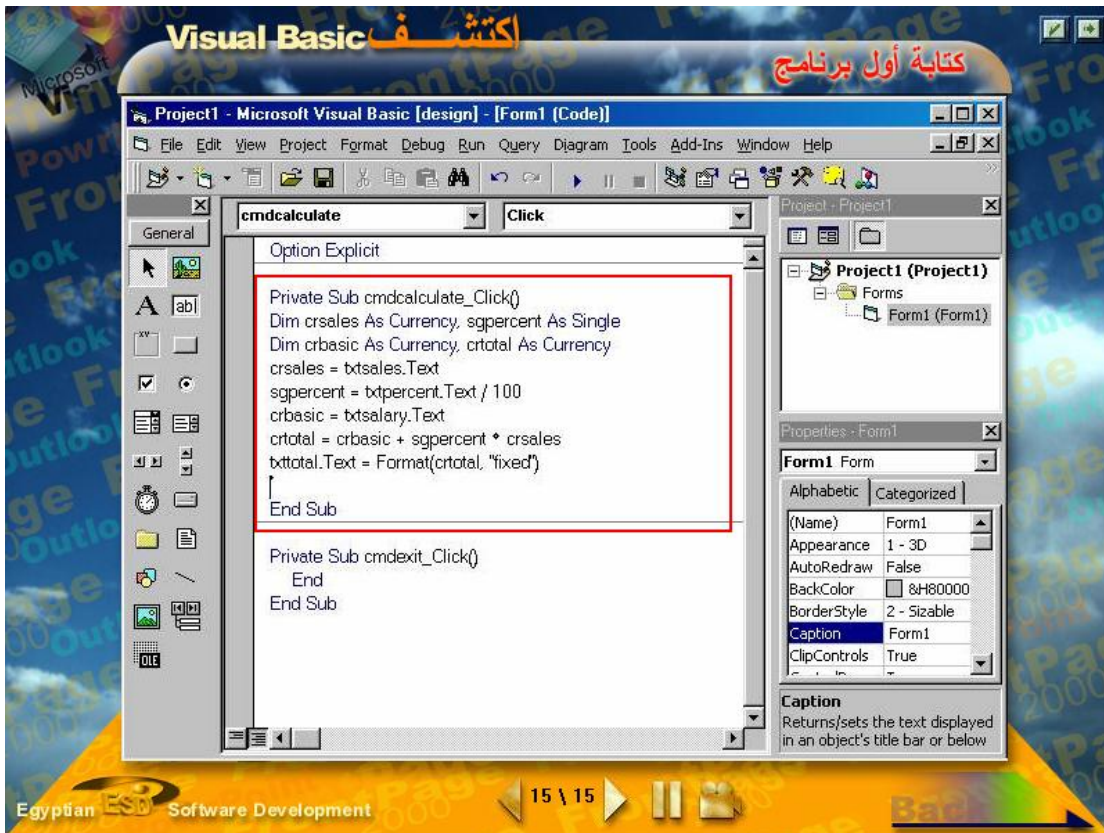 Visual Basic اكتشف
كتابة أول برنامج
Microsoft
Project1 - Microsoft Visual Basic [design] - [Form1 (Code)]
File Edit View Project Format Debug Run Query Diagram Tools Add-Ins Window Help
General
cmdcalculate
Click
Option Explicit
Private Sub cmdcalculate_Click()
Dim crsales As Currency, sgpercent As Single
Dim crbasic As Currency, crtotal As Currency
crsales = txtsales.Text
sgpercent = txtpercent.Text / 100
crbasic = txtsalary.Text
crtotal = crbasic + sgpercent * crsales
txttotal.Text = Format(crtotal, "fixed")
End Sub
Private Sub cmdexit_Click()
End
End Sub
A
ab
xv
OLE
Project - Project1
Project1 (Project1)
Forms
Form1 (Form1)
Properties - Form1
Form1 Form
Alphabetic Categorized
(Name) Form1
Appearance 1 - 3D
AutoRedraw False
BackColor &H80000
BorderStyle 2 - Sizable
Caption Form1
ClipControls True
Caption
Returns/sets the text displayed
in an object's title bar or below
Egyptian ESD Software Development
15 \ 15
Back